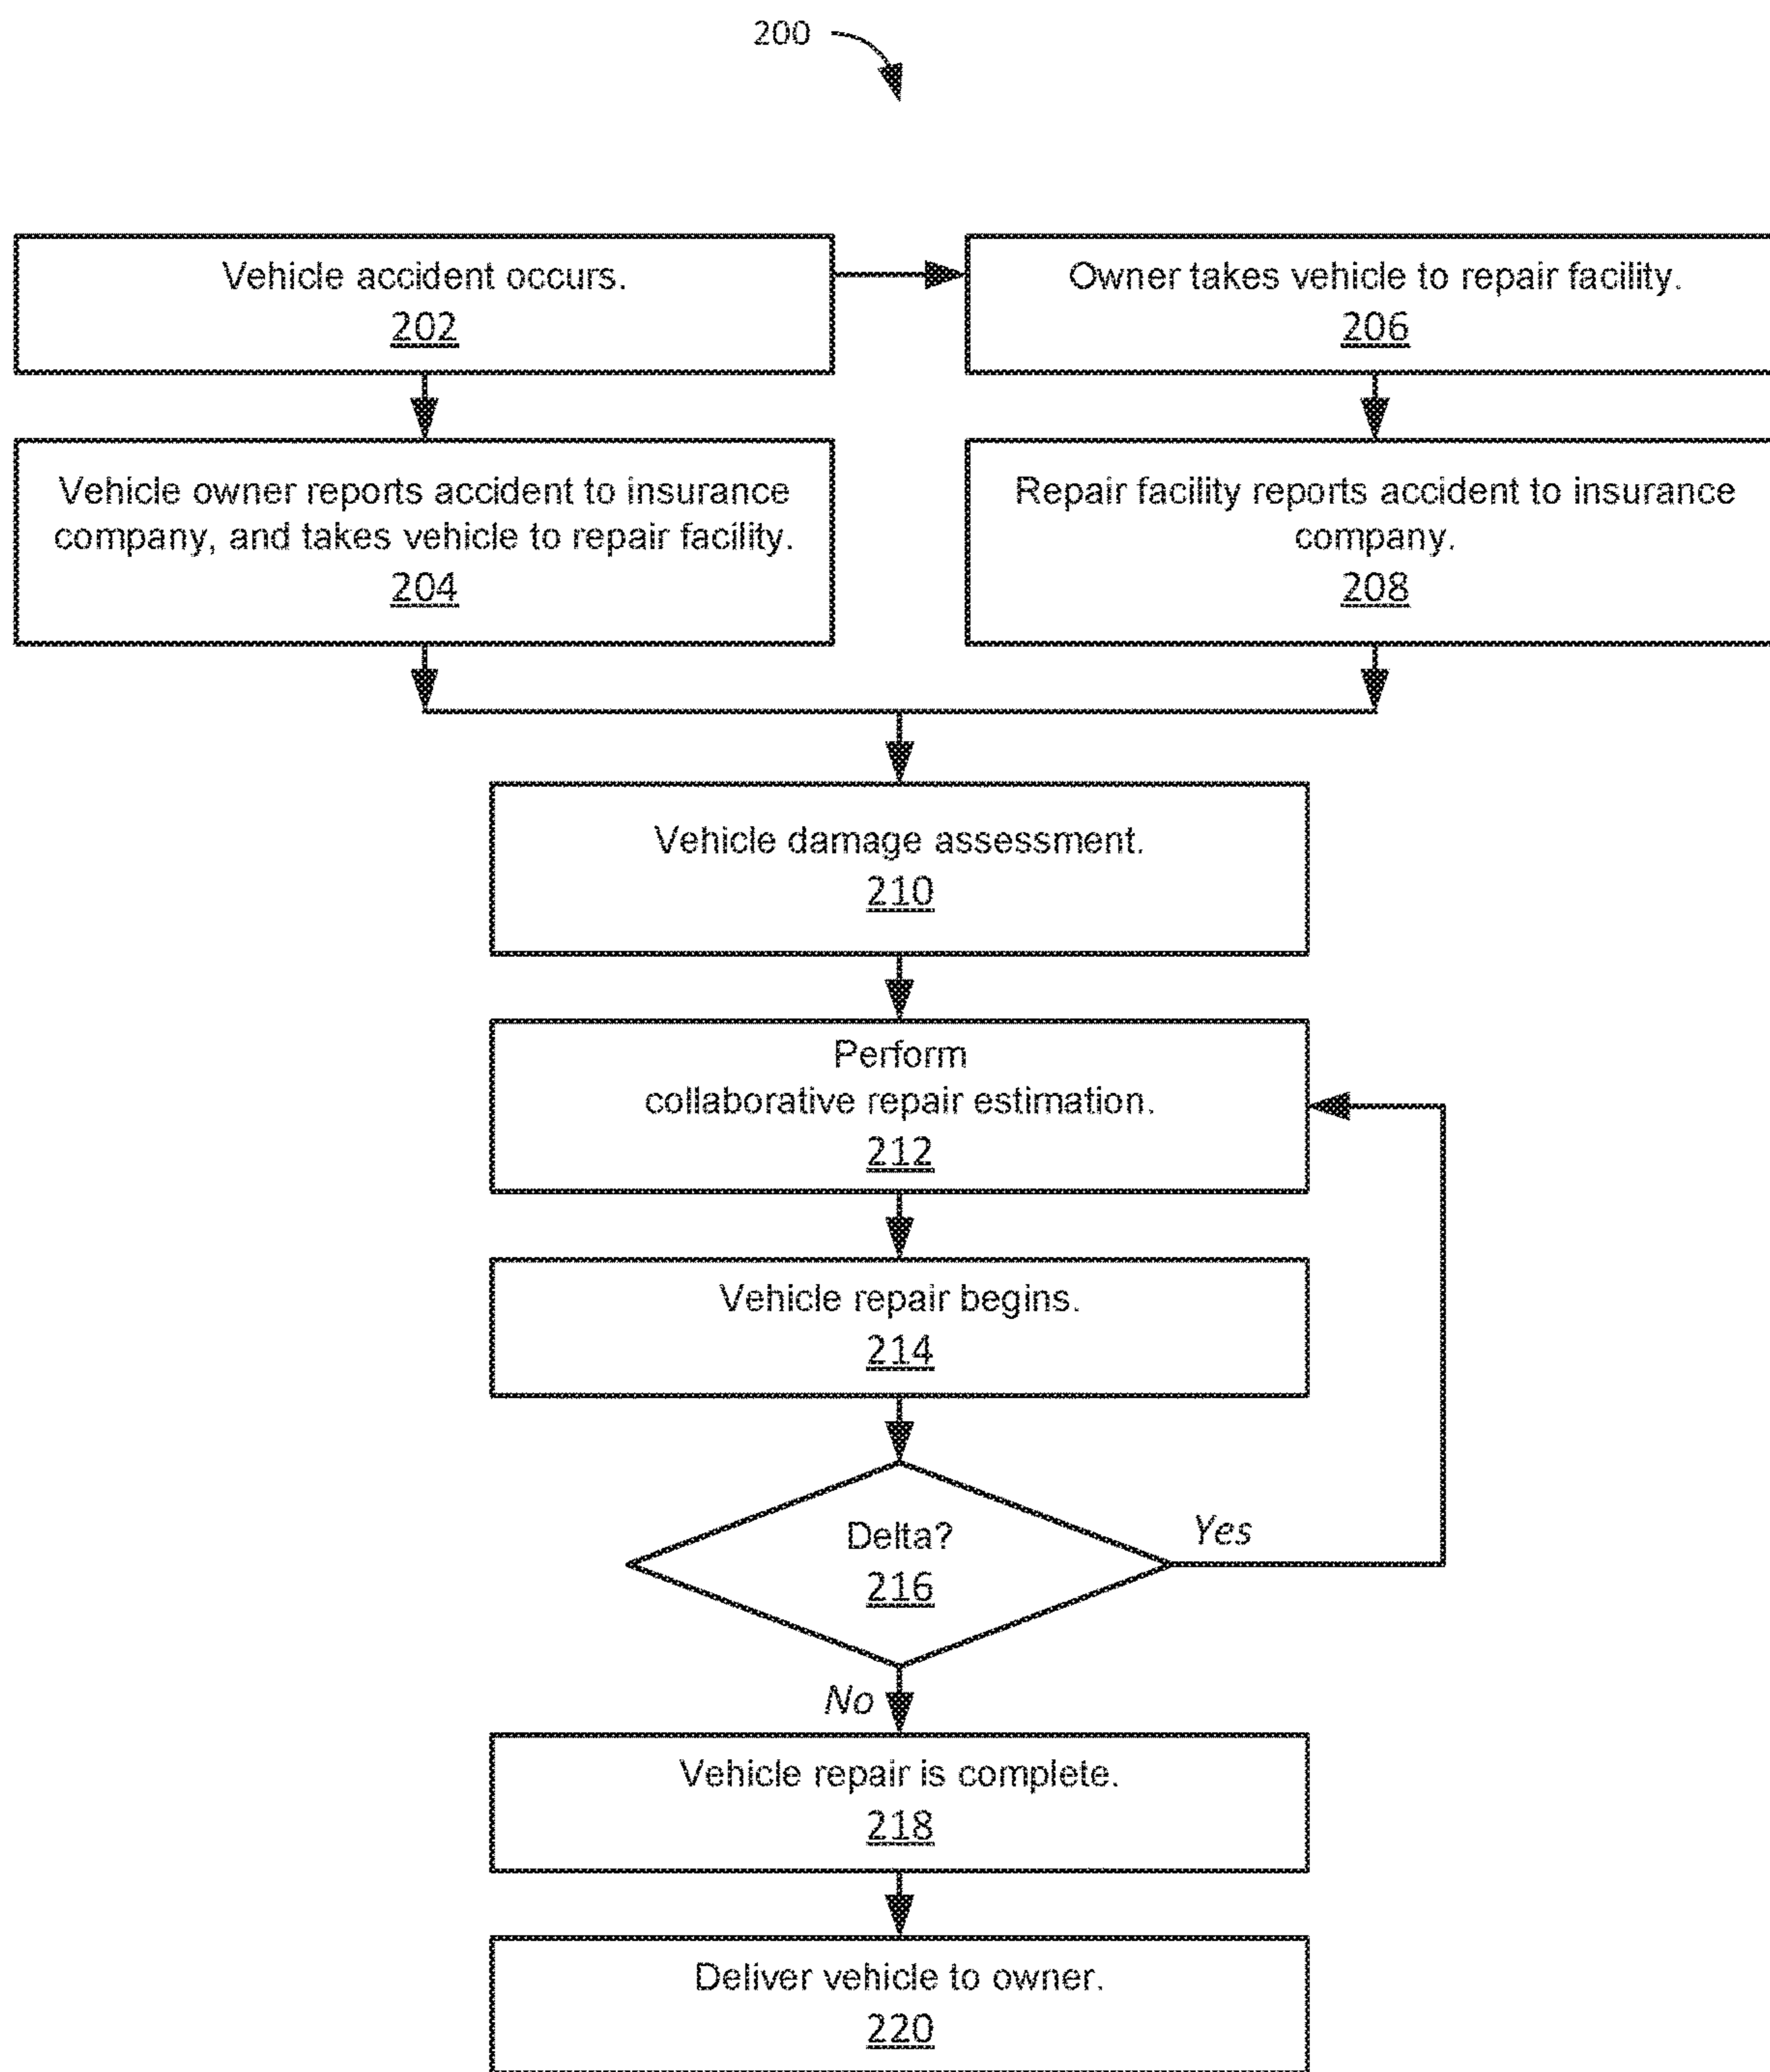 200
Vehicle accident occurs.
202
Owner takes vehicle to repair facility.
206
Vehicle owner reports accident to insurance
company, and takes vehicle to repair facility.
204
Repair facility reports accident to insurance
company.
208
Vehicle damage assessment.
210
Perform
collaborative repair estimation.
212
Vehicle repair begins.
214
Delta?
216
Yes
No
Vehicle repair is complete.
218
Deliver vehicle to owner.
220